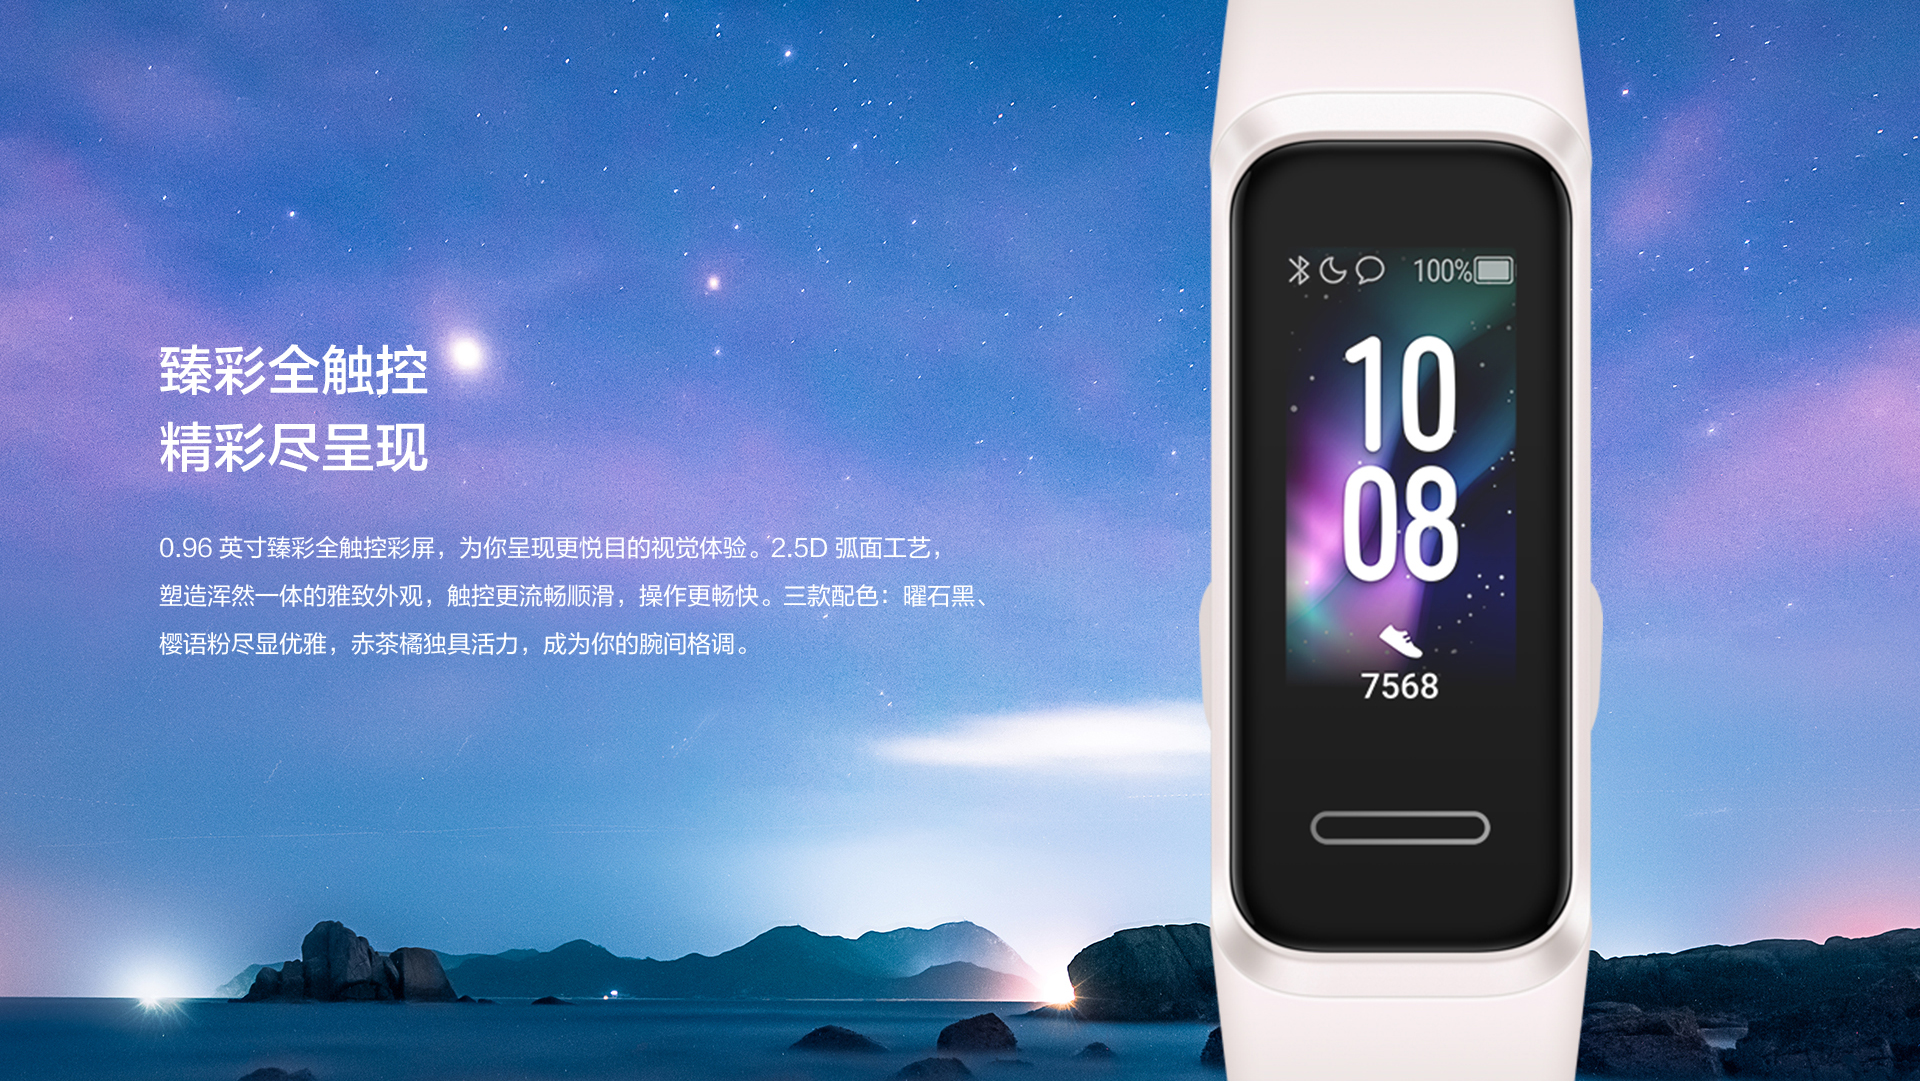 臻彩全触控
精彩尽呈现
0.96 英寸臻彩全触控彩屏，为你呈现更悦目的视觉体验。2.5D 弧面工艺，
塑造浑然一体的雅致外观，触控更流畅顺滑，操作更畅快。三款配色：曜石黑、
樱语粉尽显优雅，赤茶橘独具活力，成为你的腕间格调。
100%
10
08
7568